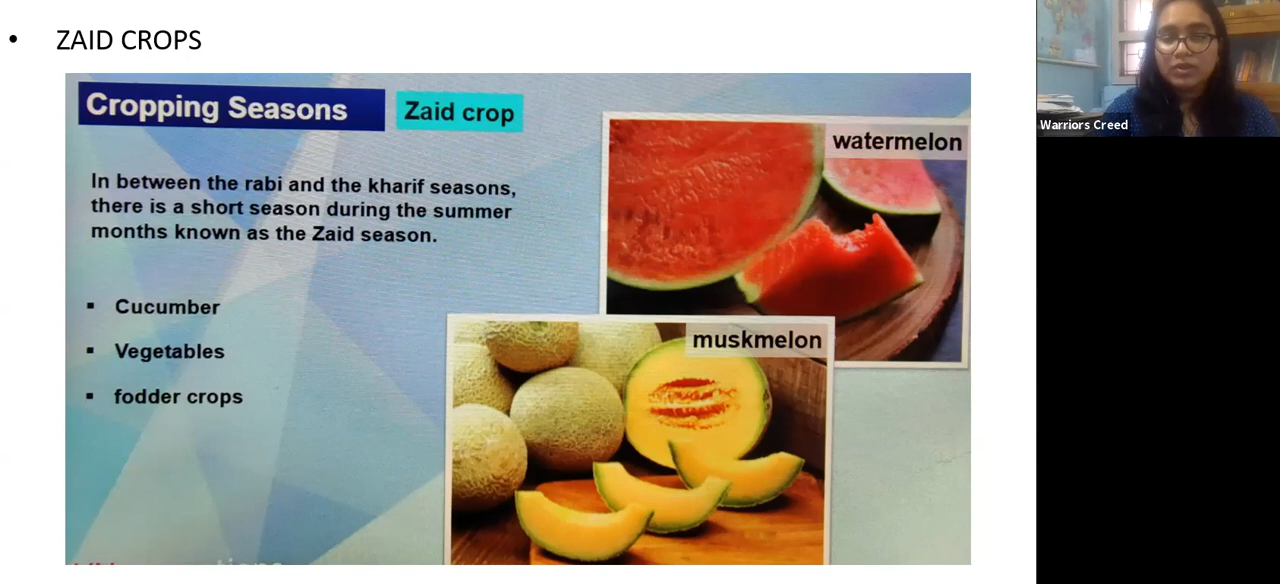 • ZAID CROPS
Cropping Seasons
Zaid crop
watermelon
In between the rabi and the kharif seasons,
there is a short season during the summer
months known as the Zaid season.
▪ Cucumber
▪ Vegetables
▪ fodder crops
muskmelon
Warriors Creed